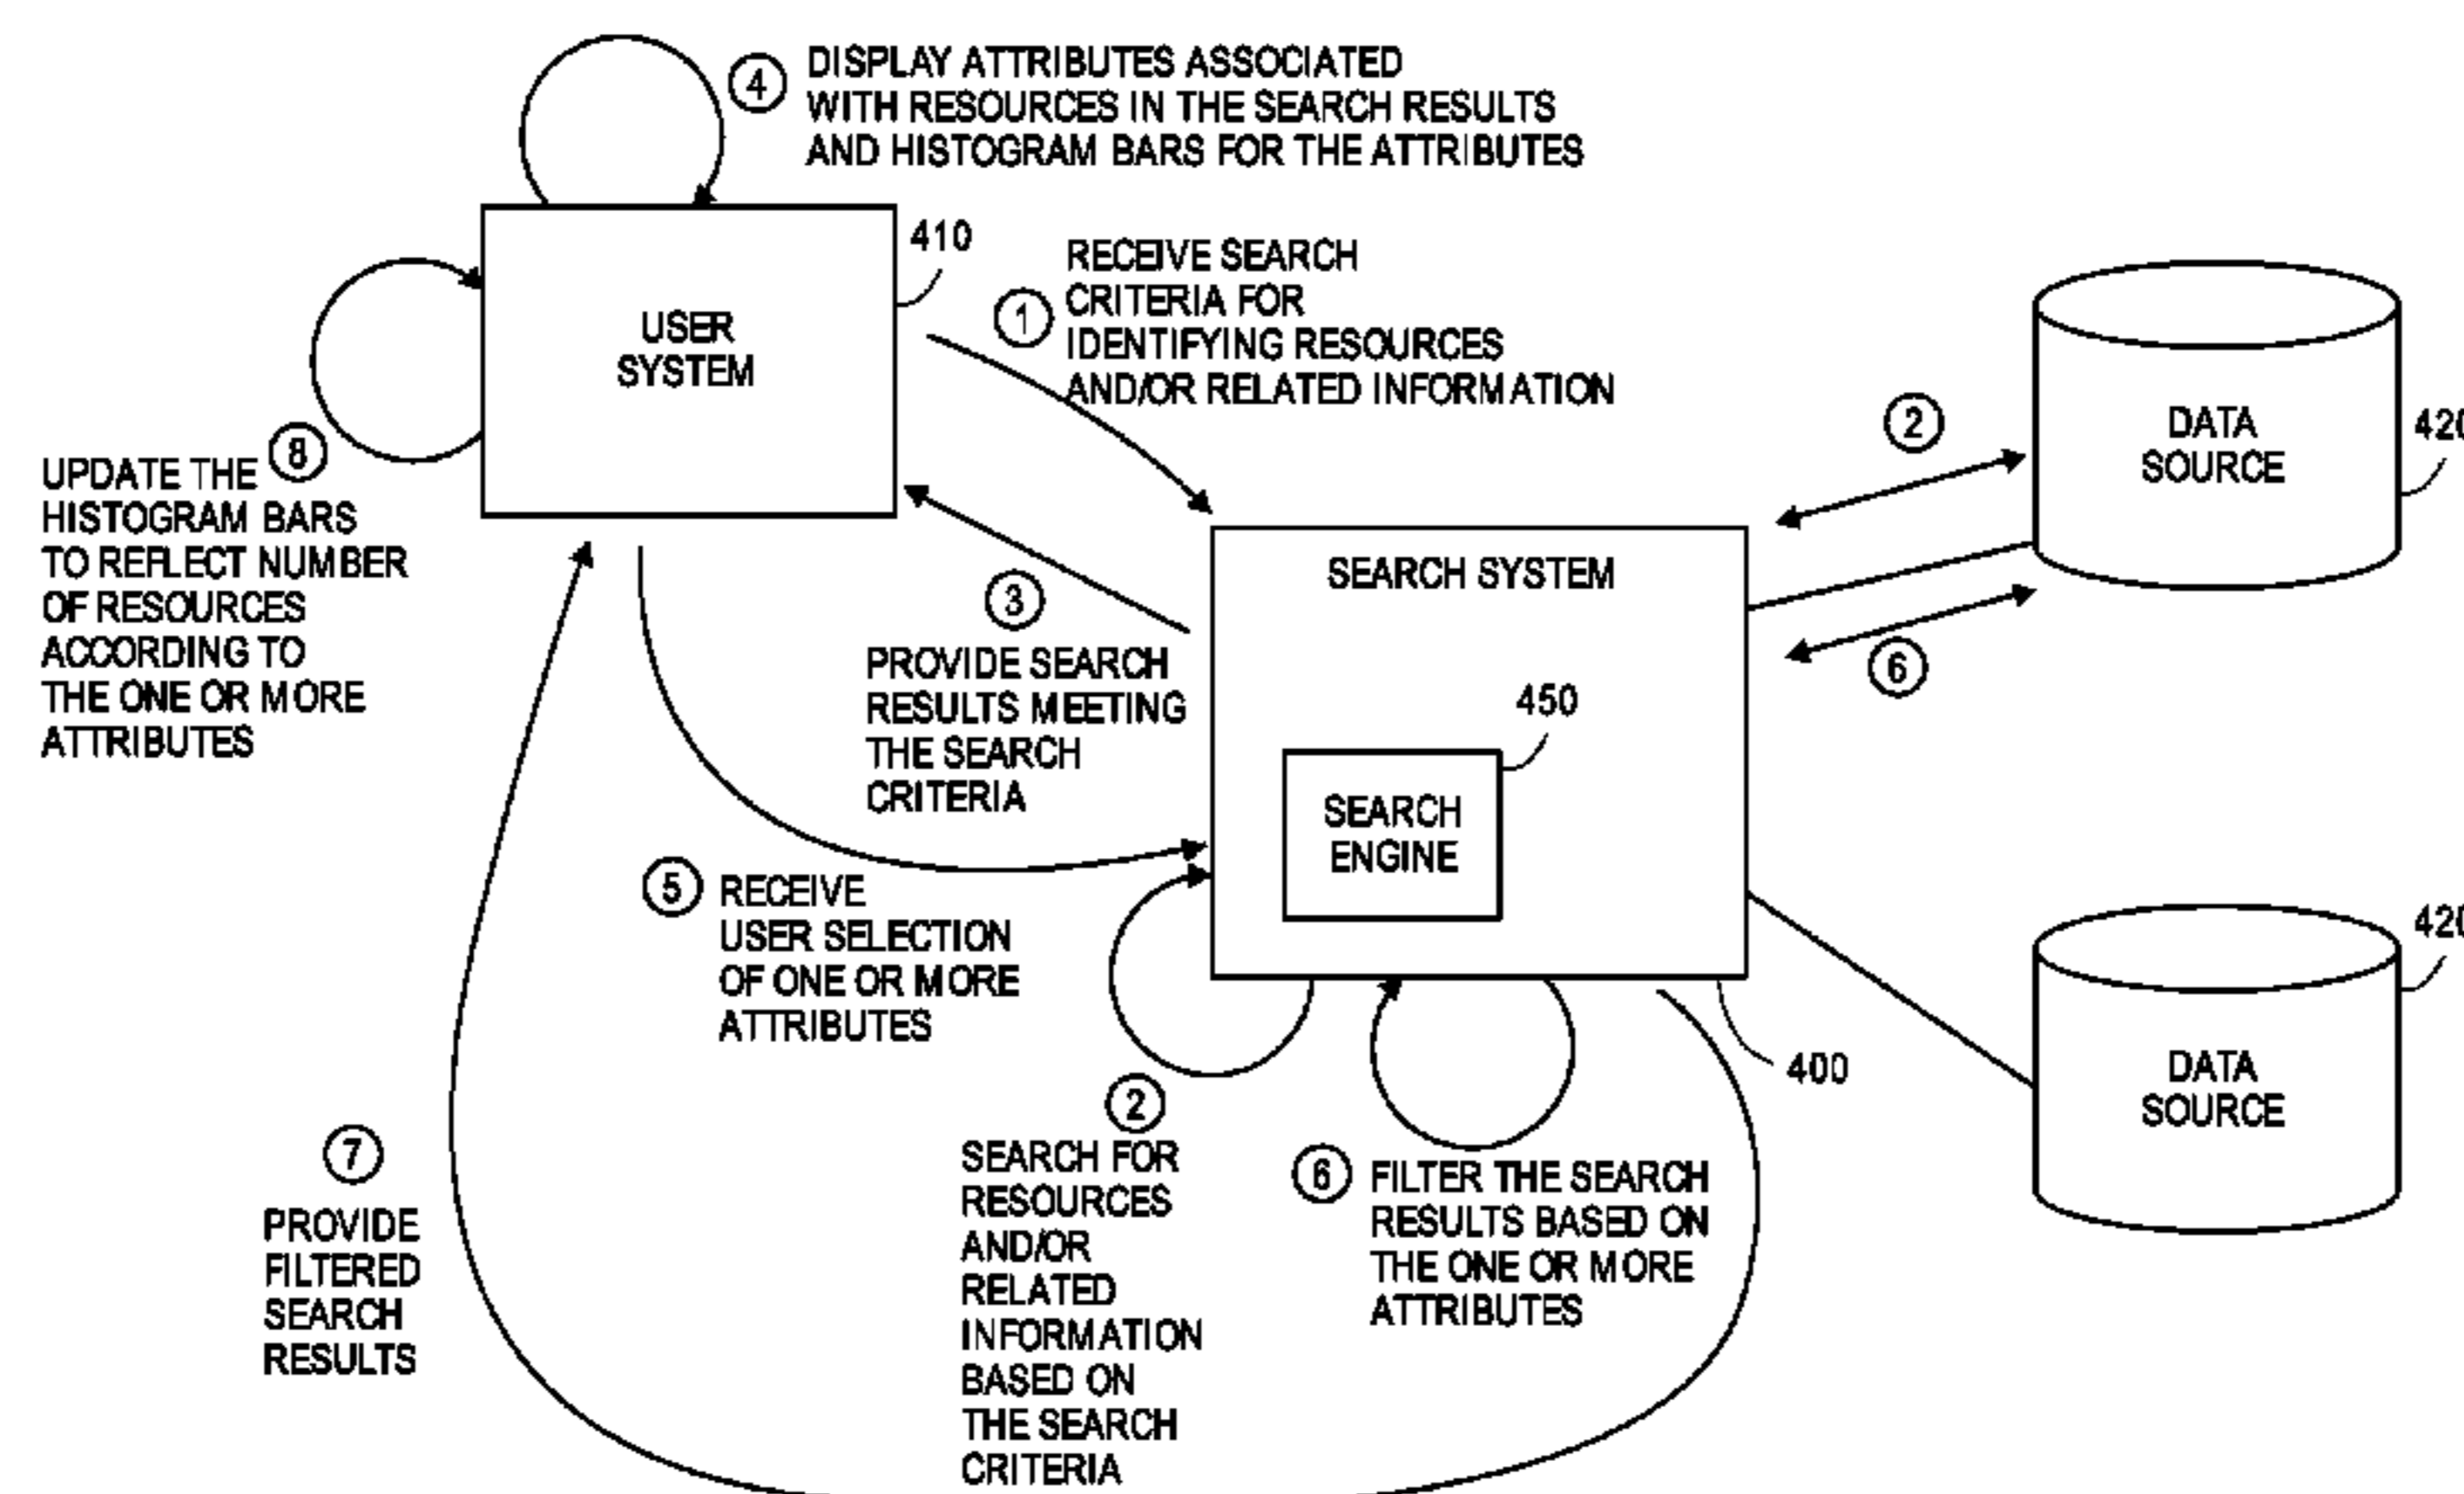 4
DISPLAY ATTRIBUTES ASSOCIATED
WITH RESOURCES IN THE SEARCH RESULTS
AND HISTOGRAM BARS FOR THE ATTRIBUTES
410
USER
SYSTEM
1
RECEIVE SEARCH
CRITERIA FOR
IDENTIFYING RESOURCES
AND/OR RELATED INFORMATION
2
DATA
SOURCE
420
8
UPDATE THE
HISTOGRAM BARS
TO REFLECT NUMBER
OF RESOURCES
ACCORDING TO
THE ONE OR MORE
ATTRIBUTES
3
PROVIDE SEARCH
RESULTS MEETING
THE SEARCH
CRITERIA
SEARCH SYSTEM
6
450
SEARCH
ENGINE
5
RECEIVE
USER SELECTION
OF ONE OR MORE
ATTRIBUTES
400
420
DATA
SOURCE
7
PROVIDE
FILTERED
SEARCH
RESULTS
2
SEARCH FOR
RESOURCES
AND/OR
RELATED
INFORMATION
BASED ON
THE SEARCH
CRITERIA
6
FILTER THE SEARCH
RESULTS BASED ON
THE ONE OR MORE
ATTRIBUTES